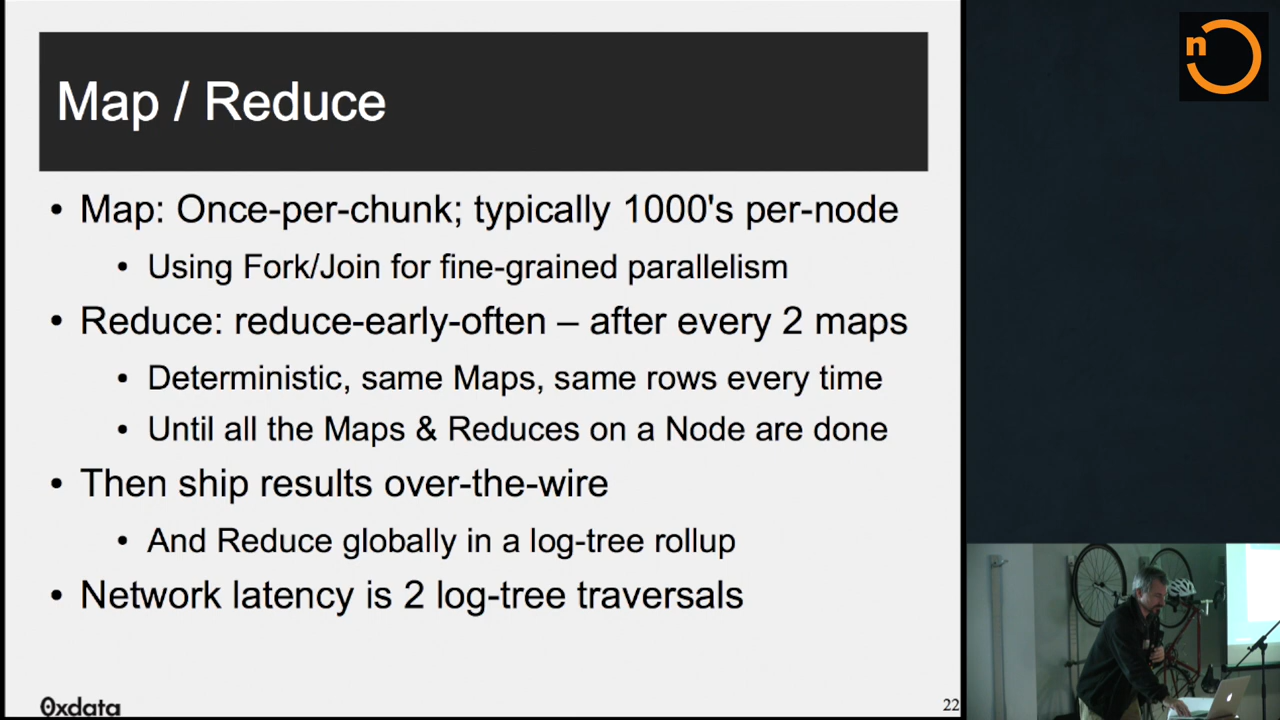 n
Map / Reduce
• Map: Once-per-chunk; typically 1000's per-node
• Using Fork/Join for fine-grained parallelism
• Reduce: reduce-early-often – after every 2 maps
• Deterministic, same Maps, same rows every time
• Until all the Maps & Reduces on a Node are done
• Then ship results over-the-wire
• And Reduce globally in a log-tree rollup
• Network latency is 2 log-tree traversals
0xdata
22